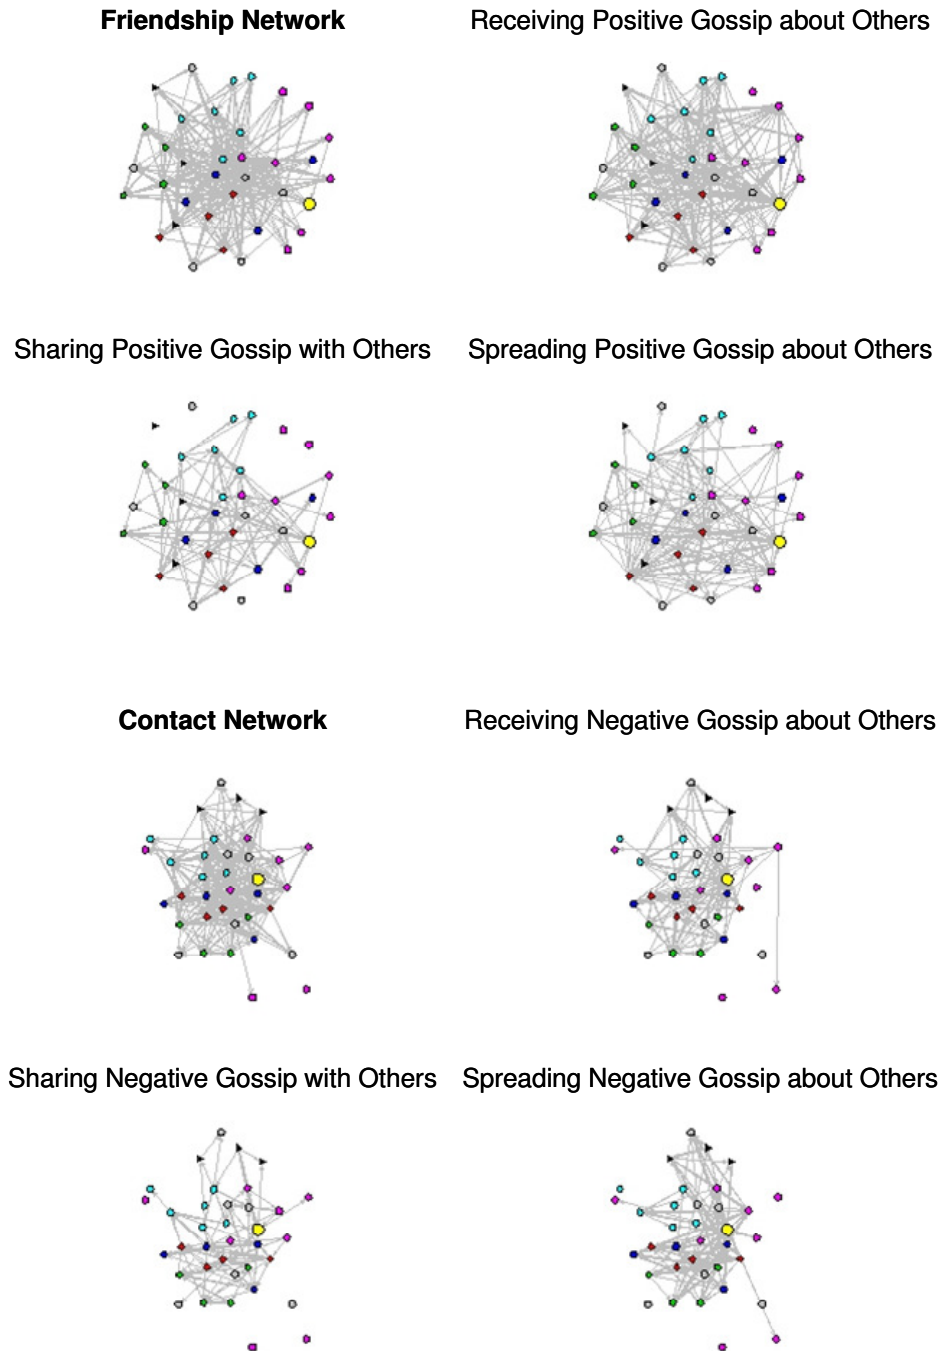 Friendship Network
Receiving Positive Gossip about Others
Sharing Positive Gossip with Others
Spreading Positive Gossip about Others
Contact Network
Receiving Negative Gossip about Others
Sharing Negative Gossip with Others
Spreading Negative Gossip about Others